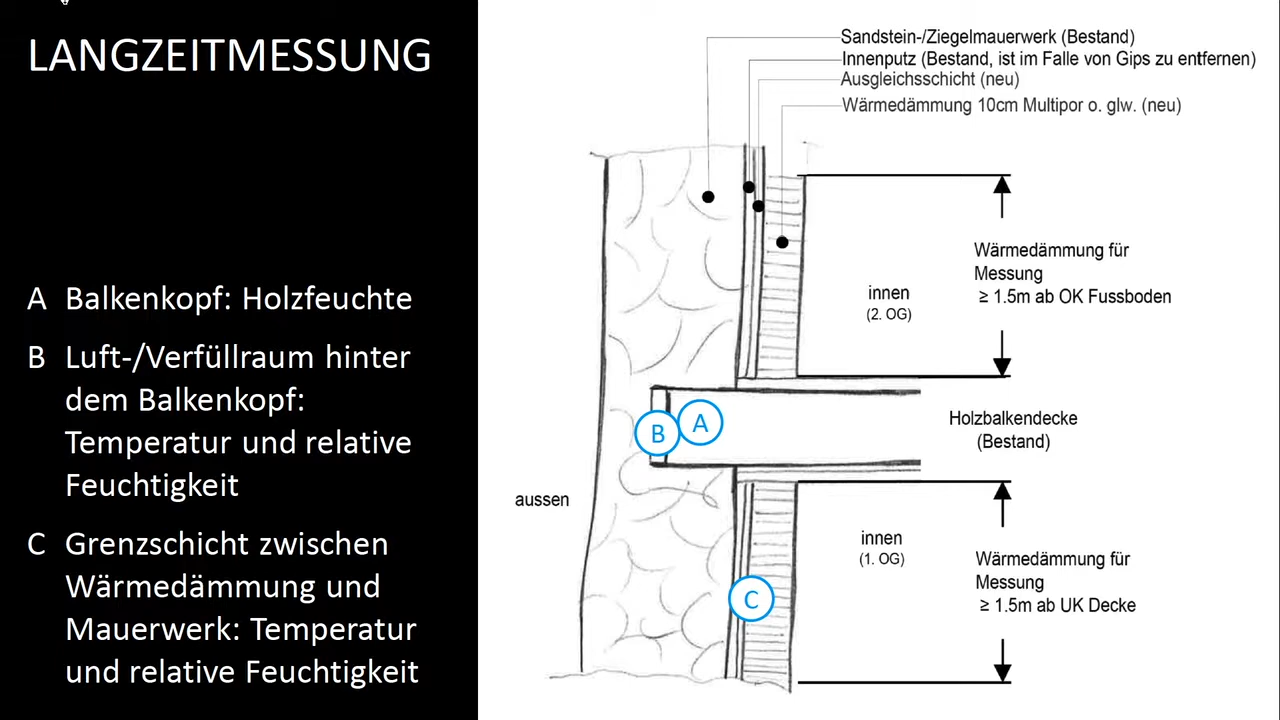 LANGZEITMESSUNG
A Balkenkopf: Holzfeuchte
B Luft-/Verfüllraum hinter
dem Balkenkopf:
Temperatur und relative
Feuchtigkeit
C Grenzschicht zwischen
Wärmedämmung und
Mauerwerk: Temperatur
und relative Feuchtigkeit
Sandstein-/Ziegelmauerwerk (Bestand)
Innenputz (Bestand, ist im Falle von Gips zu entfernen)
Ausgleichsschicht (neu)
Wärmedämmung 10cm Multipor o. glw. (neu)
Wärmedämmung für
Messung
≥ 1.5m ab OK Fussboden
innen
(2. OG)
B
A
Holzbalkendecke
(Bestand)
aussen
innen
(1. OG)
Wärmedämmung für
Messung
≥ 1.5m ab UK Decke
C